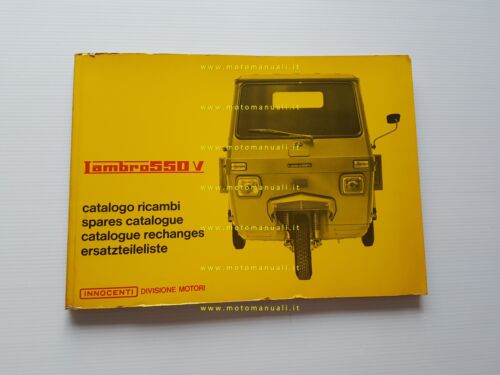 www.motomanuali.it
www.motomanuali.it
lambro550V
www.motomanuali.it
catalogo ricambi
spares catalogue
catalogue rechanges
ersatzteileliste
www.motomanuali.it
INNOCENTI DIVISIONE MOTORI
www.motomanuali.it
www.motomanuali.it